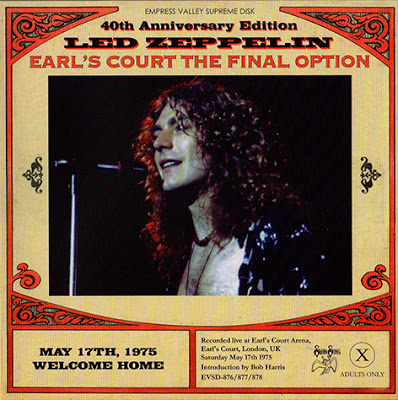 EMPRESS VALLEY SUPREME DISK
40th Anniversary Edition
LED ZEPPELIN
EARL'S COURT THE FINAL OPTION
MAY 17TH, 1975
WELCOME HOME
Recorded live at Earl's Court Arena,
Earl's Court, London, UK
Saturday May 17th 1975
Introduction by Bob Harris
EVSD-876/877/878
Swan Song
X
ADULTS ONLY